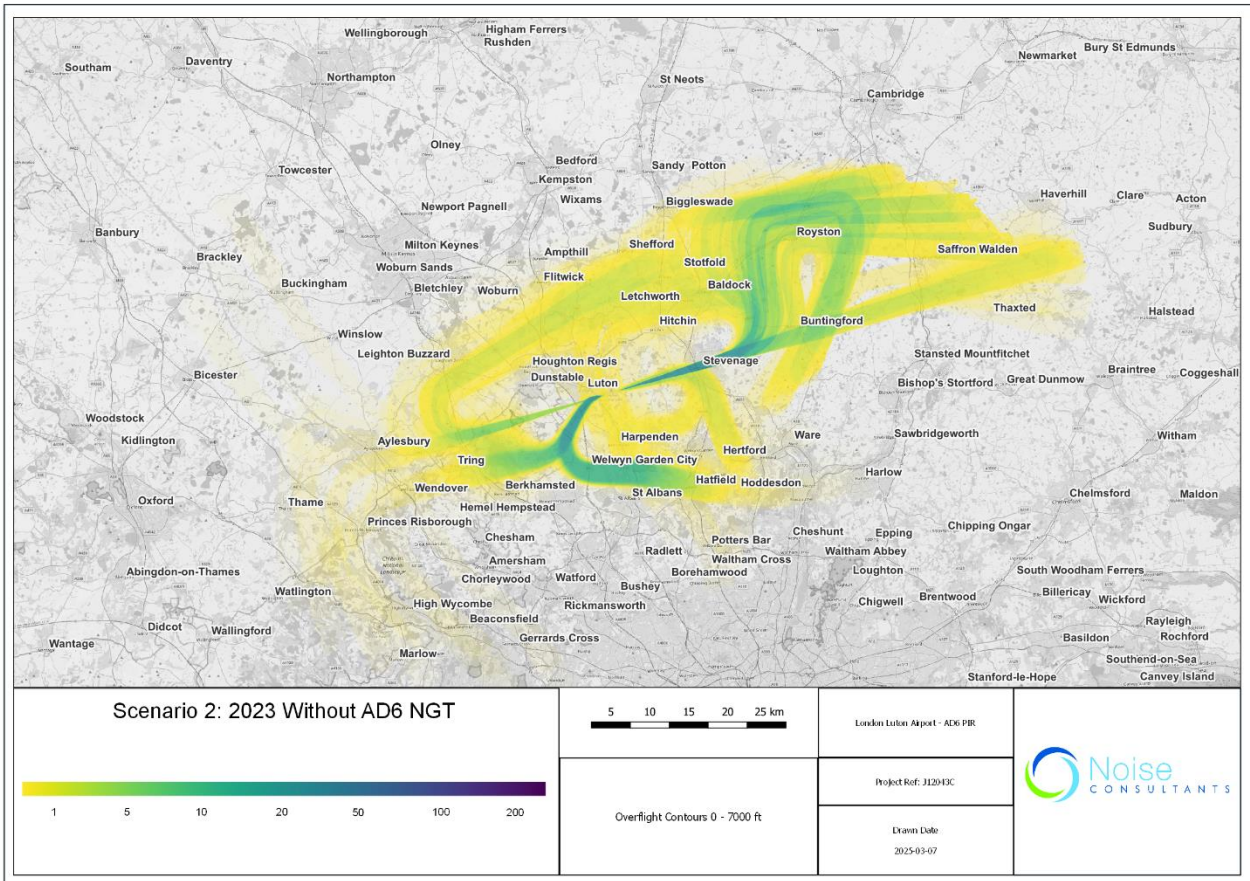 Wellingborough
Higham Ferrers
Rushden
Southam
Daventry
Northampton
Newmarket
Bury St Edmunds
St Neots
Cambridge
Olney
Bedford
Kempston
Wixams
Sandy Potton
Towcester
Newport Pagnell
Biggleswade
Haverhill
Clare
Acton
Sudbury
Banbury
Brackley
Milton Keynes
Woburn Sands
Bletchley
Buckingham
Woburn
Ampthill
Flitwick
Shefford
Stotfold
Royston
Saffron Walden
Letchworth
Baldock
Hitchin
Buntingford
Thaxted
Halstead
Winslow
Leighton Buzzard
Houghton Regis
Dunstable
Luton
Stevenage
Stansted Mountfitchet
Bishop's Stortford
Great Dunmow
Braintree
Coggeshall
Bicester
Woodstock
Kidlington
Aylesbury
Tring
Wendover
Harpenden
Welwyn Garden City
Hertford
Ware
Sawbridgeworth
Witham
Berkhamsted
St Albans
Hatfield
Hoddesdon
Harlow
Oxford
Thame
Hemel Hempstead
Princes Risborough
Chesham
Chelmsford
Maldon
Cheshunt
Epping
Chipping Ongar
Potters Bar
Radlett
Waltham Cross
Waltham Abbey
Abingdon-on-Thames
Amersham
Chorleywood
Watford
Borehamwood
Bushey
Loughton
South Woodham Ferrers
Watlington
High Wycombe
Beaconsfield
Rickmansworth
Chigwell
Brentwood
Billericay
Wickford
Wantage
Didcot
Wallingford
Marlow
Gerrards Cross
Rayleigh
Rochford
Basildon
Southend-on-Sea
Stanford-le-Hope
Canvey Island
Scenario 2: 2023 Without AD6 NGT
1 5 10 20 50 100 200
5 10 15 20 25 km
Overflight Contours 0 - 7000 ft
London Luton Airport - AD6 PIR
Project Ref: J12043C
Drawn Date
2025-03-07
Noise
CONSULTANTS